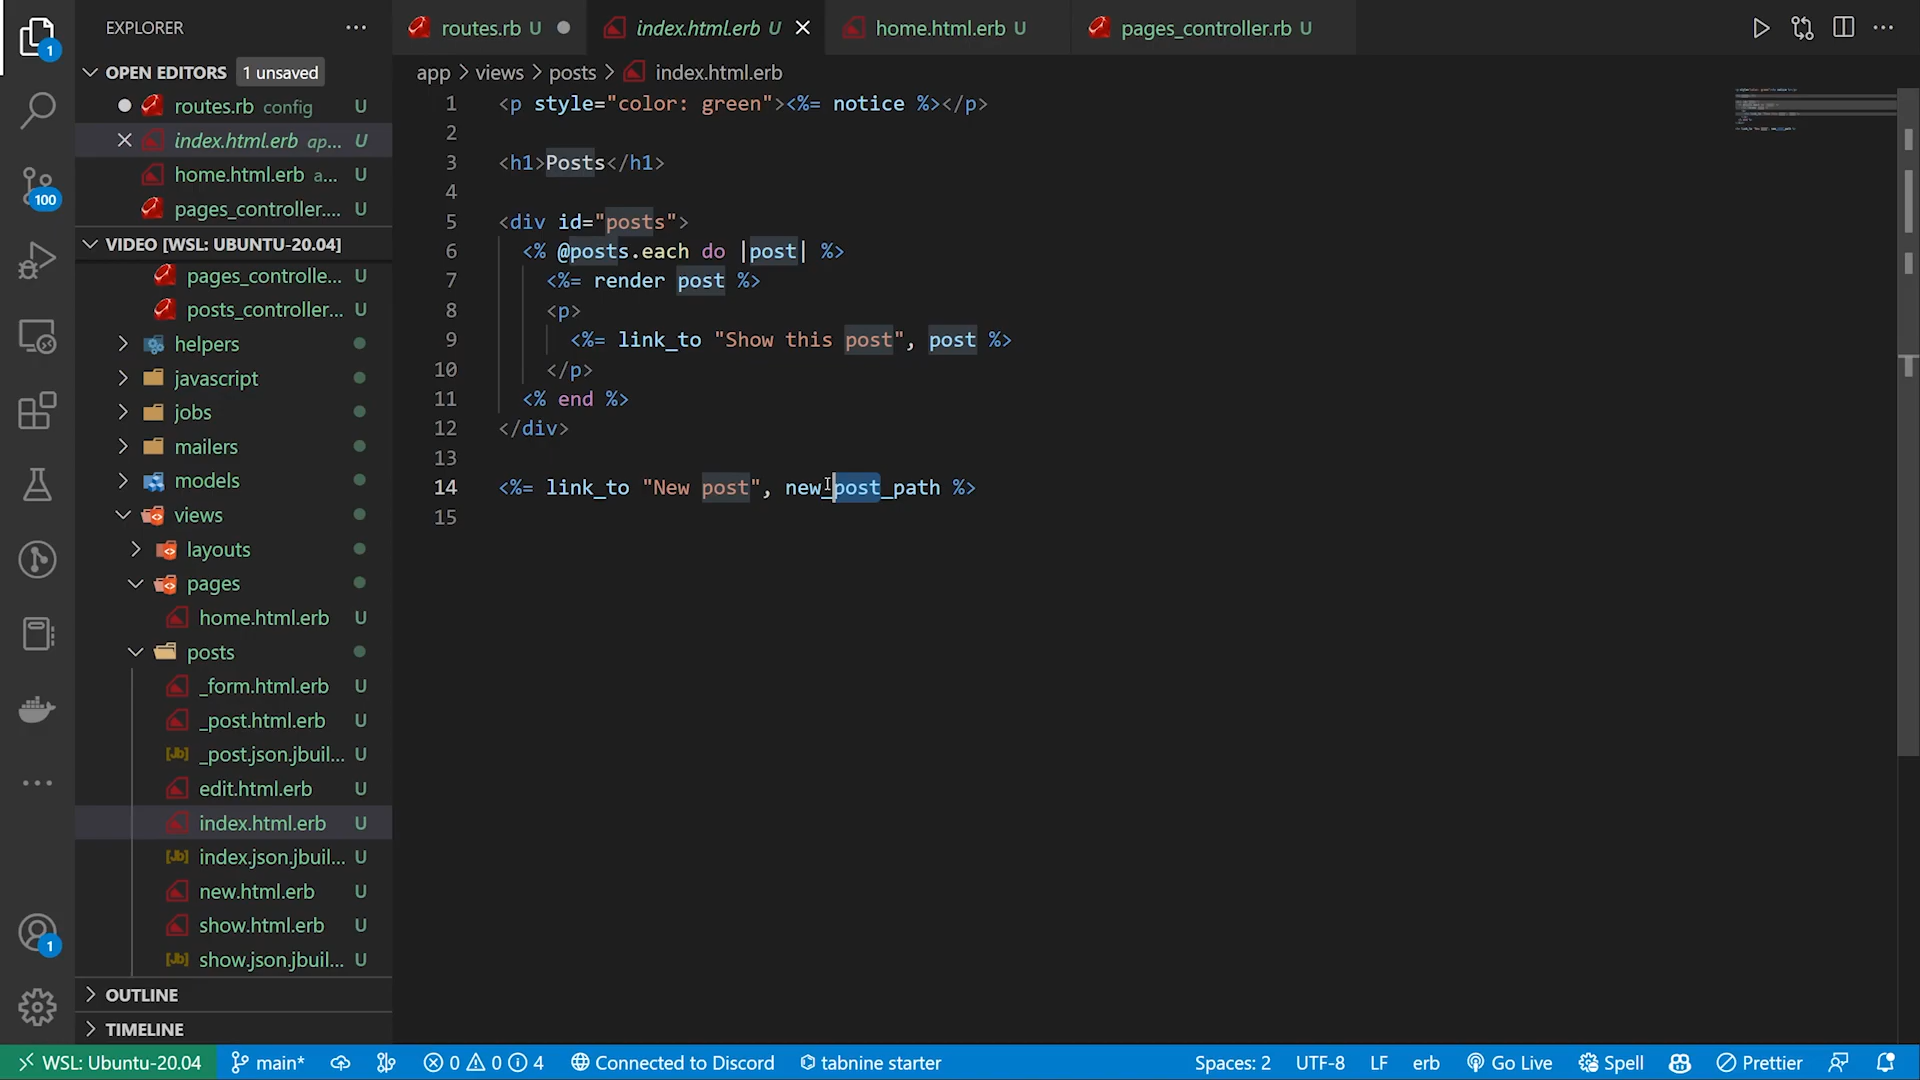 EXPLORER
OPEN EDITORS 1 unsaved
routes.rb config U
index.html.erb ap... U
home.html.erb a... U
pages_controller.... U
VIDEO [WSL: UBUNTU-20.04]
pages_controlle... U
posts_controller... U
helpers
javascript
jobs
mailers
models
views
layouts
pages
home.html.erb U
posts
_form.html.erb U
_post.html.erb U
_post.json.jbuil... U
edit.html.erb U
index.html.erb U
index.json.jbuil... U
new.html.erb U
show.html.erb U
show.json.jbuil... U
OUTLINE
TIMELINE
1
100
1
routes.rb U
index.html.erb U
home.html.erb U
pages_controller.rb U
app > views > posts > index.html.erb
1 <p style="color: green"><%= notice %></p>
2
3 <h1>Posts</h1>
4
5 <div id="posts">
6 <% @posts.each do |post| %>
7 <%= render post %>
8 <p>
9 <%= link_to "Show this post", post %>
10 </p>
11 <% end %>
12 </div>
13
14 <%= link_to "New post", new_post_path %>
15
WSL: Ubuntu-20.04 main* 0 0 4 Connected to Discord tabnine starter Spaces: 2 UTF-8 LF erb Go Live Spell Prettier